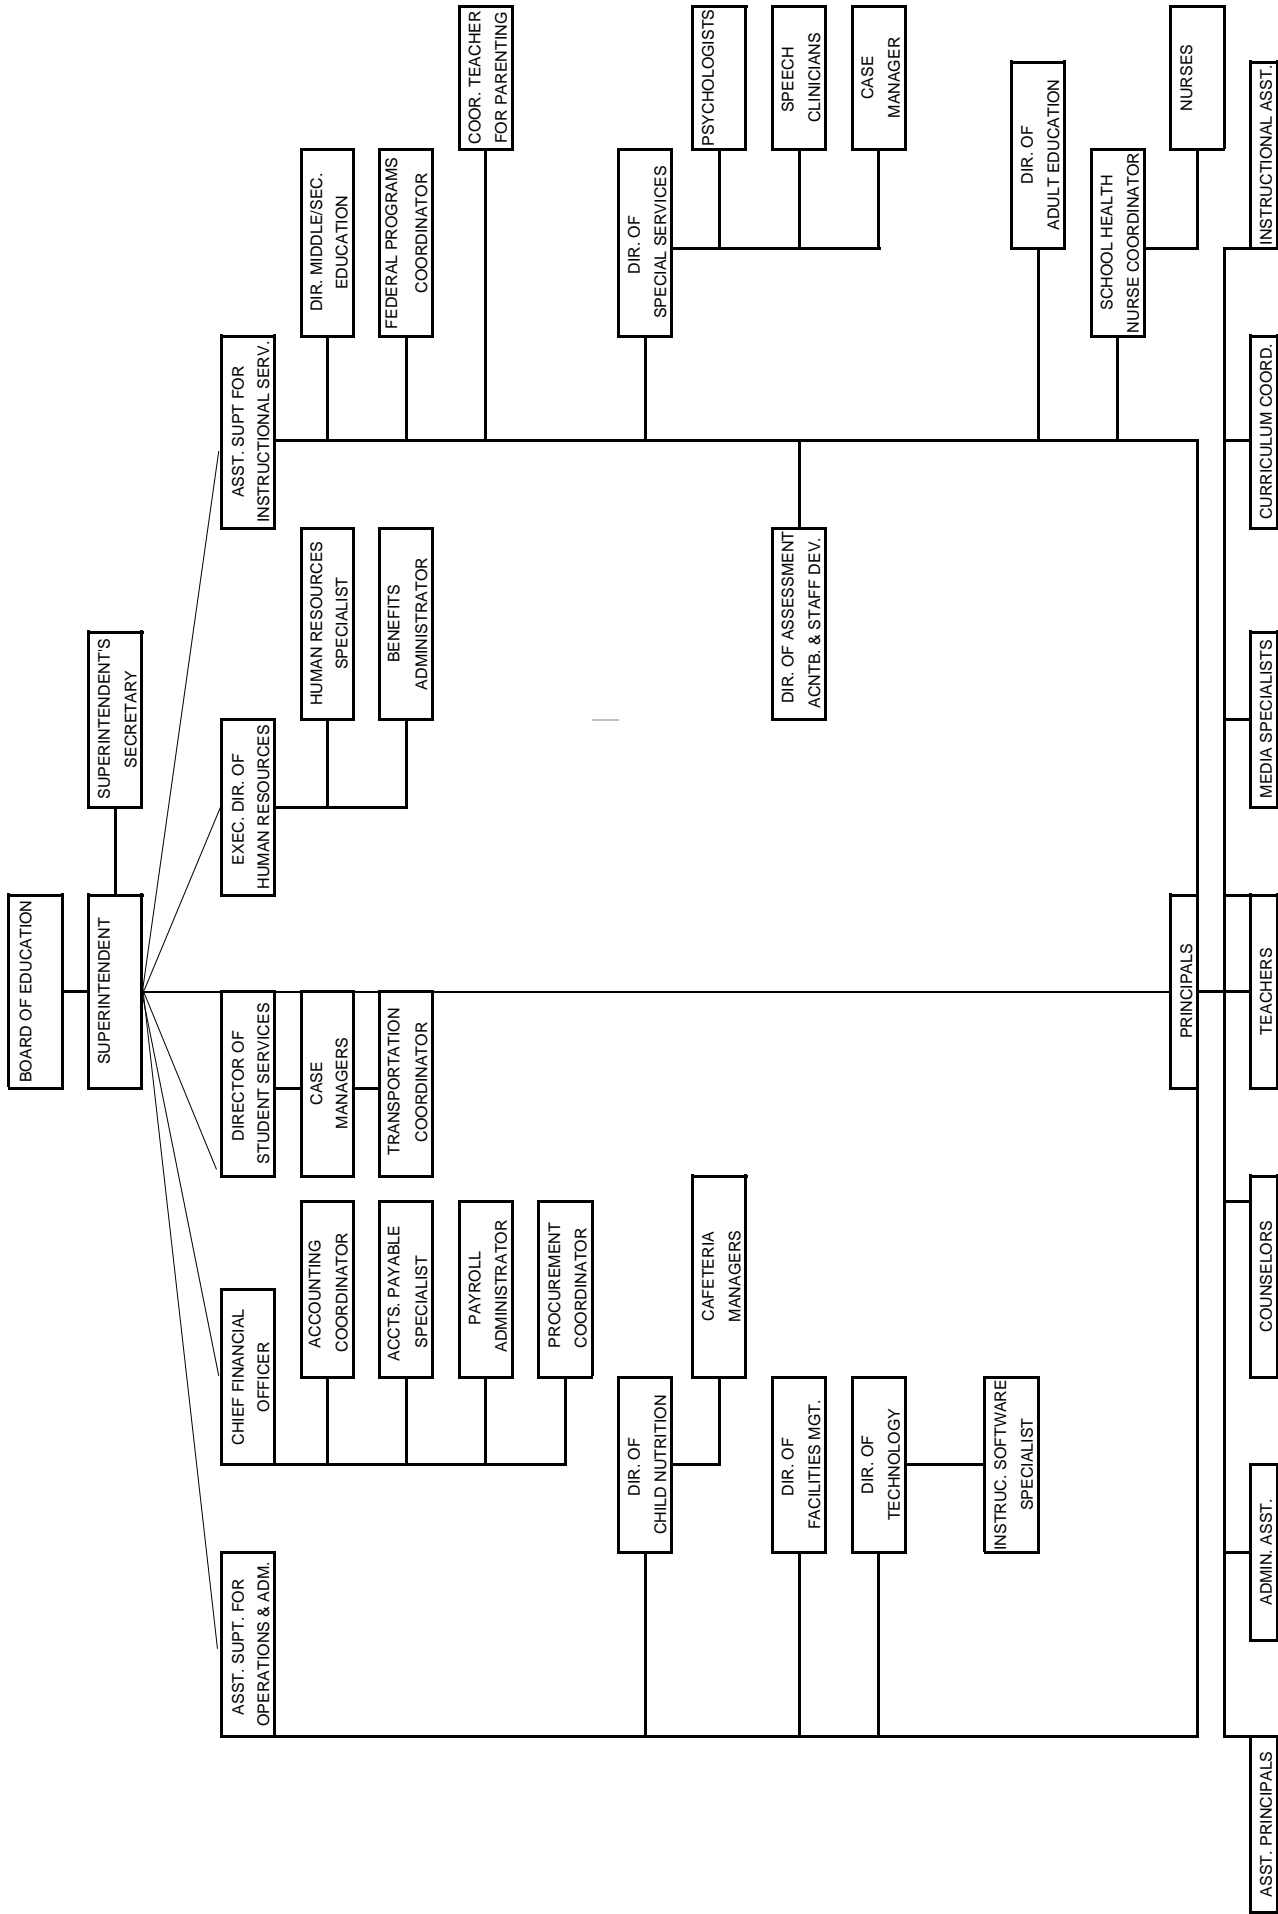 BOARD OF EDUCATION
SUPERINTENDENT
SUPERINTENDENT'S
SECRETARY
ASST. SUPT. FOR
OPERATIONS & ADM.
CHIEF FINANCIAL
OFFICER
DIRECTOR OF
STUDENT SERVICES
EXEC. DIR. OF
HUMAN RESOURCES
ASST. SUPT FOR
INSTRUCTIONAL SERV.
ACCOUNTING
COORDINATOR
CASE
MANAGERS
HUMAN RESOURCES
SPECIALIST
DIR. MIDDLE/SEC.
EDUCATION
ACCTS. PAYABLE
SPECIALIST
TRANSPORTATION
COORDINATOR
BENEFITS
ADMINISTRATOR
FEDERAL PROGRAMS
COORDINATOR
PAYROLL
ADMINISTRATOR
COOR. TEACHER
FOR PARENTING
PROCUREMENT
COORDINATOR
DIR. OF
CHILD NUTRITION
DIR. OF
SPECIAL SERVICES
CAFETERIA
MANAGERS
PSYCHOLOGISTS
DIR. OF
FACILITIES MGT.
DIR. OF ASSESSMENT
ACNTB. & STAFF DEV.
SPEECH
CLINICIANS
DIR. OF
TECHNOLOGY
CASE
MANAGER
INSTRUC. SOFTWARE
SPECIALIST
DIR. OF
ADULT EDUCATION
SCHOOL HEALTH
NURSE COORDINATOR
PRINCIPALS
NURSES
ASST. PRINCIPALS
ADMIN. ASST.
COUNSELORS
TEACHERS
MEDIA SPECIALISTS
CURRICULUM COORD.
INSTRUCTIONAL ASST.